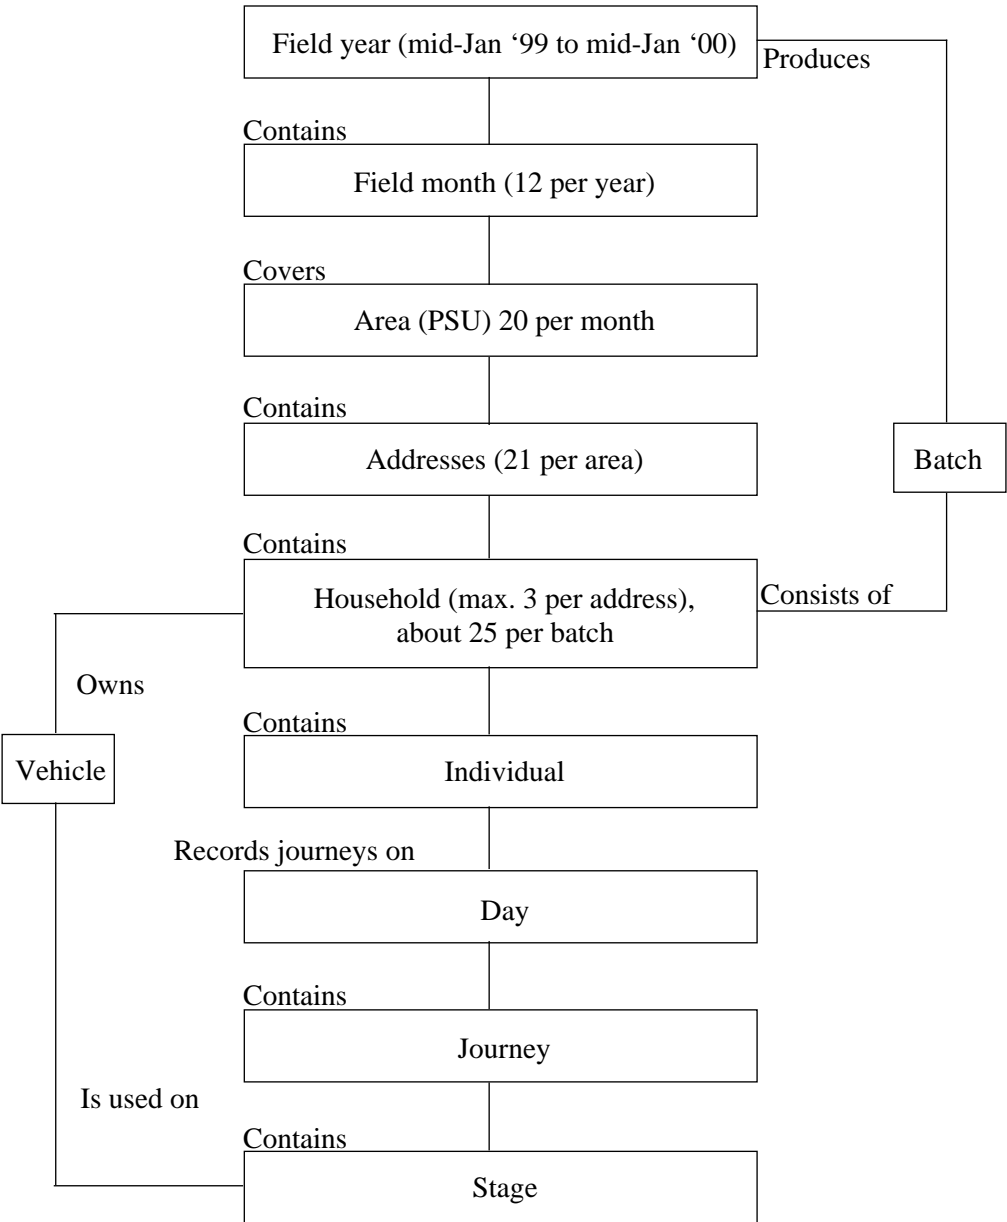 Field year (mid-Jan ‘99 to mid-Jan ‘00)
Produces
Contains
Field month (12 per year)
Covers
Area (PSU) 20 per month
Contains
Addresses (21 per area)
Batch
Contains
Household (max. 3 per address),
about 25 per batch
Consists of
Owns
Contains
Vehicle
Individual
Records journeys on
Day
Contains
Journey
Is used on
Contains
Stage